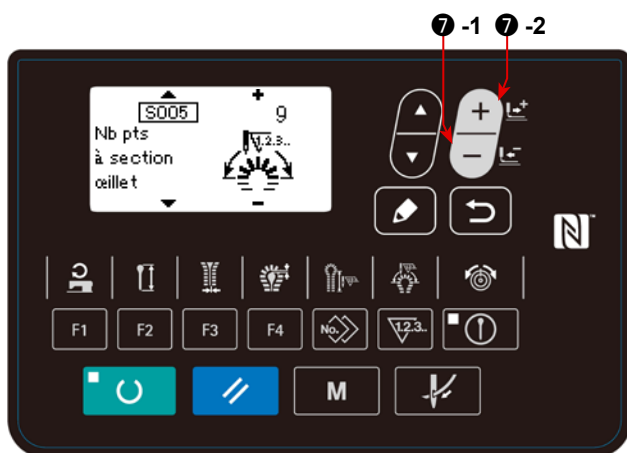 ❼ -1 ❼ -2
S005 + 9
Nb pts
à section
œillet
1.2.3..
−
+
−
N
F1 F2 F3 F4 No. 1.2.3..
M